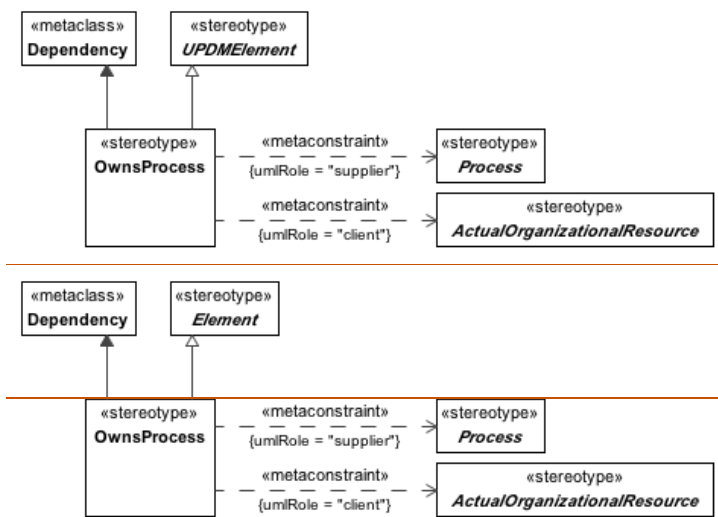 «metaclass»
Dependency
«stereotype»
UPDMElement
«stereotype»
OwnsProcess
«metaconstraint»
{umlRole = "supplier"}
«stereotype»
Process
«metaconstraint»
{umlRole = "client"}
«stereotype»
ActualOrganizationalResource
«metaclass»
Dependency
«stereotype»
Element
«stereotype»
OwnsProcess
«metaconstraint»
{umlRole = "supplier"}
«stereotype»
Process
«metaconstraint»
{umlRole = "client"}
«stereotype»
ActualOrganizationalResource